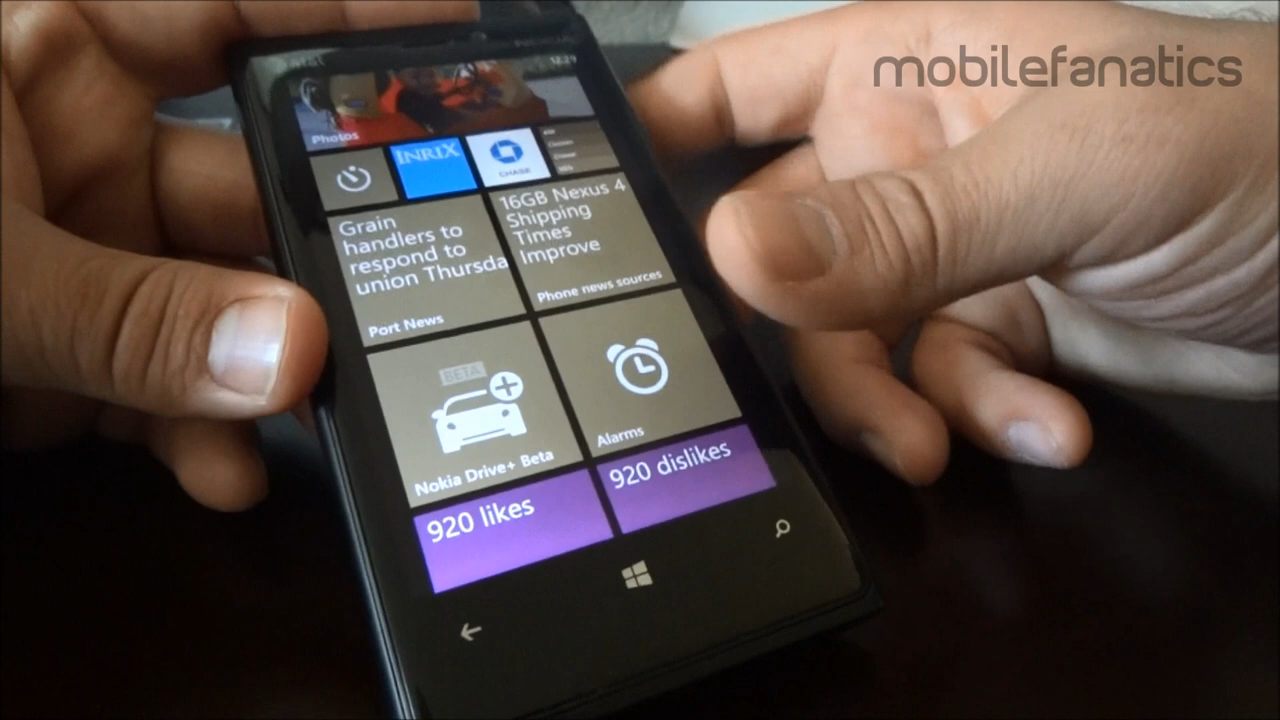 mobilefanatics
Photos
INRIX
CHASE
Grain
handlers to
respond to
union Thursda
Port News
16GB Nexus 4
Shipping
Times
Improve
Phone news sources
BETA
Nokia Drive+ Beta
Alarms
920 likes
920 dislikes